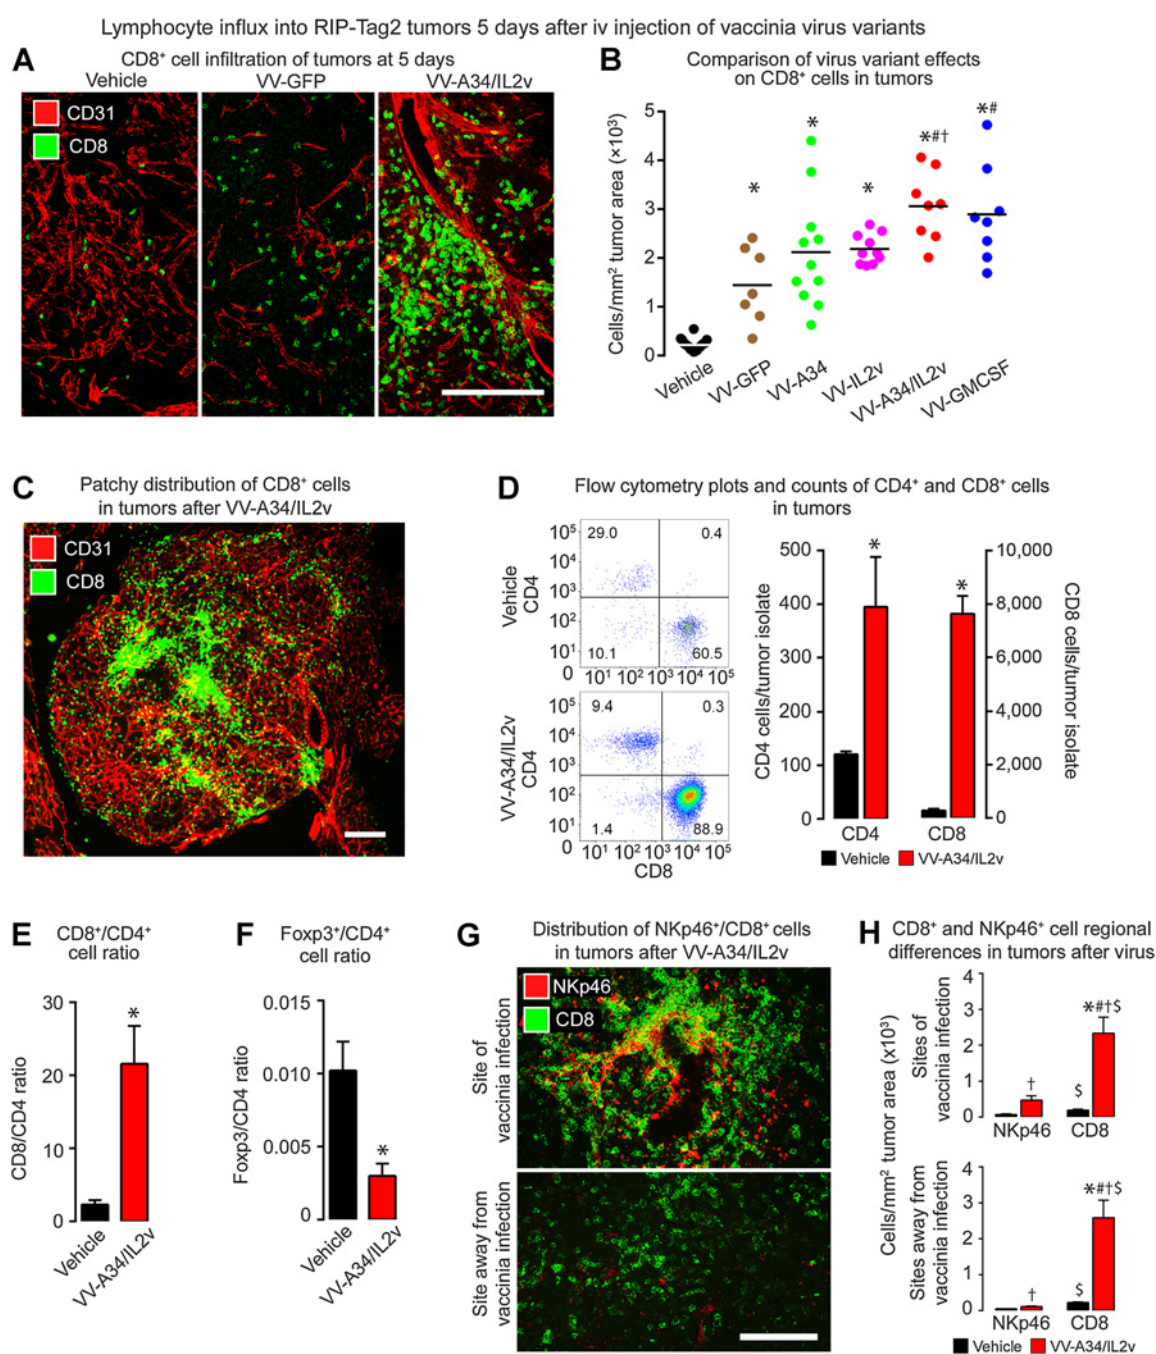 Lymphocyte influx into RIP-Tag2 tumors 5 days after iv injection of vaccinia virus variants
A
CD8⁺ cell infiltration of tumors at 5 days
Vehicle
VV-GFP
VV-A34/IL2v
CD31
CD8
B
Comparison of virus variant effects
on CD8⁺ cells in tumors
Cells/mm² tumor area (×10³)
5
4
3
2
1
0
*
*
*
*#†
*#
Vehicle
VV-GFP
VV-A34
VV-IL2v
VV-A34/IL2v
VV-GMCSF
C
Patchy distribution of CD8⁺ cells
in tumors after VV-A34/IL2v
CD31
CD8
D
Flow cytometry plots and counts of CD4⁺ and CD8⁺ cells
in tumors
Vehicle
CD4
10⁵
10⁴
10³
10²
10¹
0
29.0
0.4
10.1
60.5
0 10¹ 10² 10³ 10⁴ 10⁵
VV-A34/IL2v
CD4
10⁵
10⁴
10³
10²
10¹
0
9.4
0.3
1.4
88.9
0 10¹ 10² 10³ 10⁴ 10⁵
CD8
CD4 cells/tumor isolate
500
400
300
200
100
0
*
*
10,000
8,000
6,000
4,000
2,000
0
CD8 cells/tumor isolate
CD4
CD8
Vehicle
VV-A34/IL2v
E
CD8⁺/CD4⁺
cell ratio
CD8/CD4 ratio
30
20
10
0
*
Vehicle
VV-A34/IL2v
F
Foxp3⁺/CD4⁺
cell ratio
Foxp3/CD4 ratio
0.015
0.010
0.005
0
*
Vehicle
VV-A34/IL2v
G
Distribution of NKp46⁺/CD8⁺ cells
in tumors after VV-A34/IL2v
NKp46
CD8
Site of
vaccinia infection
Site away from
vaccinia infection
H
CD8⁺ and NKp46⁺ cell regional
differences in tumors after virus
Cells/mm² tumor area (x10³)
Sites of
vaccinia infection
4
3
2
1
0
†
$
*#†$
NKp46
CD8
Sites away from
vaccinia infection
4
3
2
1
0
†
$
*#†$
NKp46
CD8
Vehicle
VV-A34/IL2v